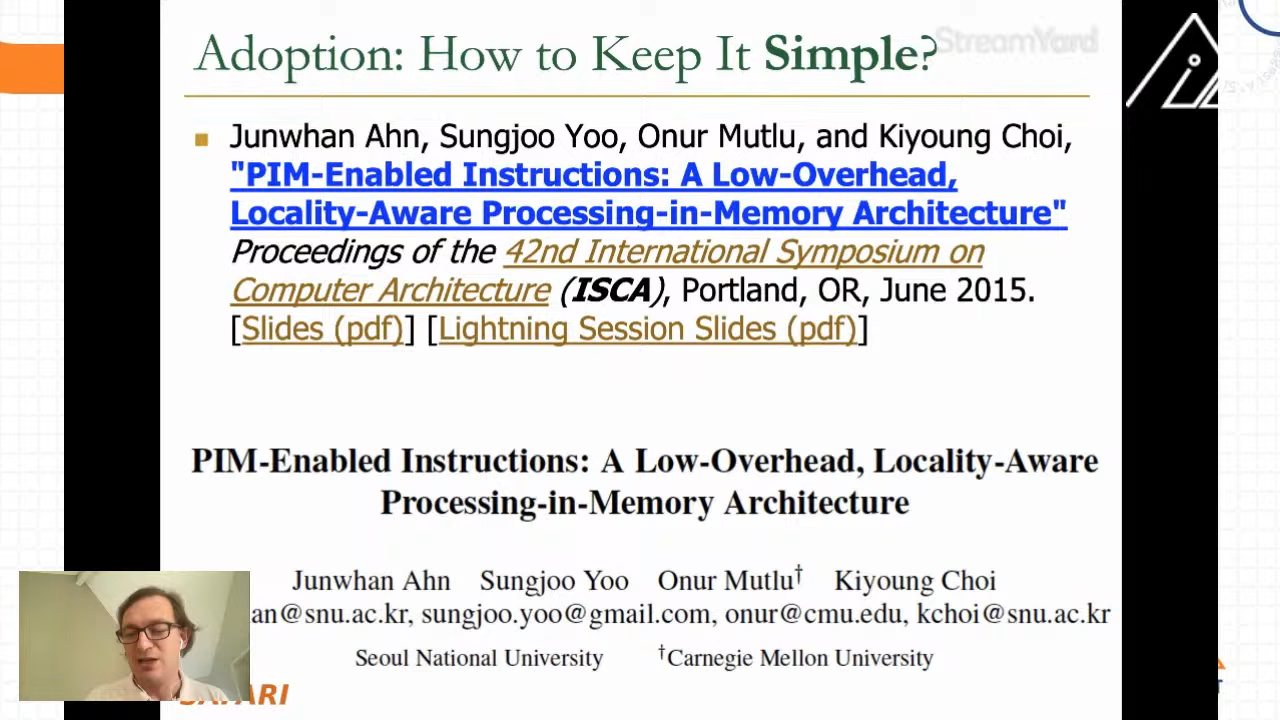 Adoption: How to Keep It Simple?
StreamYard
Junwhan Ahn, Sungjoo Yoo, Onur Mutlu, and Kiyoung Choi,
"PIM-Enabled Instructions: A Low-Overhead,
Locality-Aware Processing-in-Memory Architecture"
Proceedings of the 42nd International Symposium on
Computer Architecture (ISCA), Portland, OR, June 2015.
[Slides (pdf)] [Lightning Session Slides (pdf)]
PIM-Enabled Instructions: A Low-Overhead, Locality-Aware
Processing-in-Memory Architecture
Junwhan Ahn Sungjoo Yoo Onur Mutlu† Kiyoung Choi
an@snu.ac.kr, sungjoo.yoo@gmail.com, onur@cmu.edu, kchoi@snu.ac.kr
Seoul National University †Carnegie Mellon University